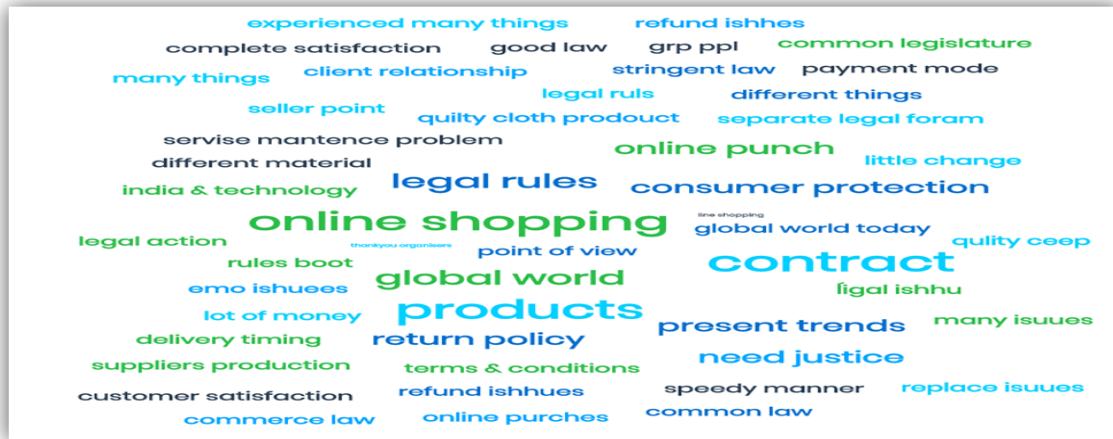 experienced many things refund ishhes
complete satisfaction good law grp ppl common legislature
many things client relationship stringent law payment mode
legal ruls different things
seller point quilty cloth prodouct separate legal foram
servise mantence problem online punch
different material little change
india & technology legal rules consumer protection
online shopping line shopping
legal action thankyou organisers point of view global world today qulity ceep
rules boot global world contract
emo ishuees ligal ishhu
lot of money products present trends many isuues
delivery timing return policy
suppliers production terms & conditions need justice
customer satisfaction refund ishhues speedy manner replace isuues
commerce law online purches common law